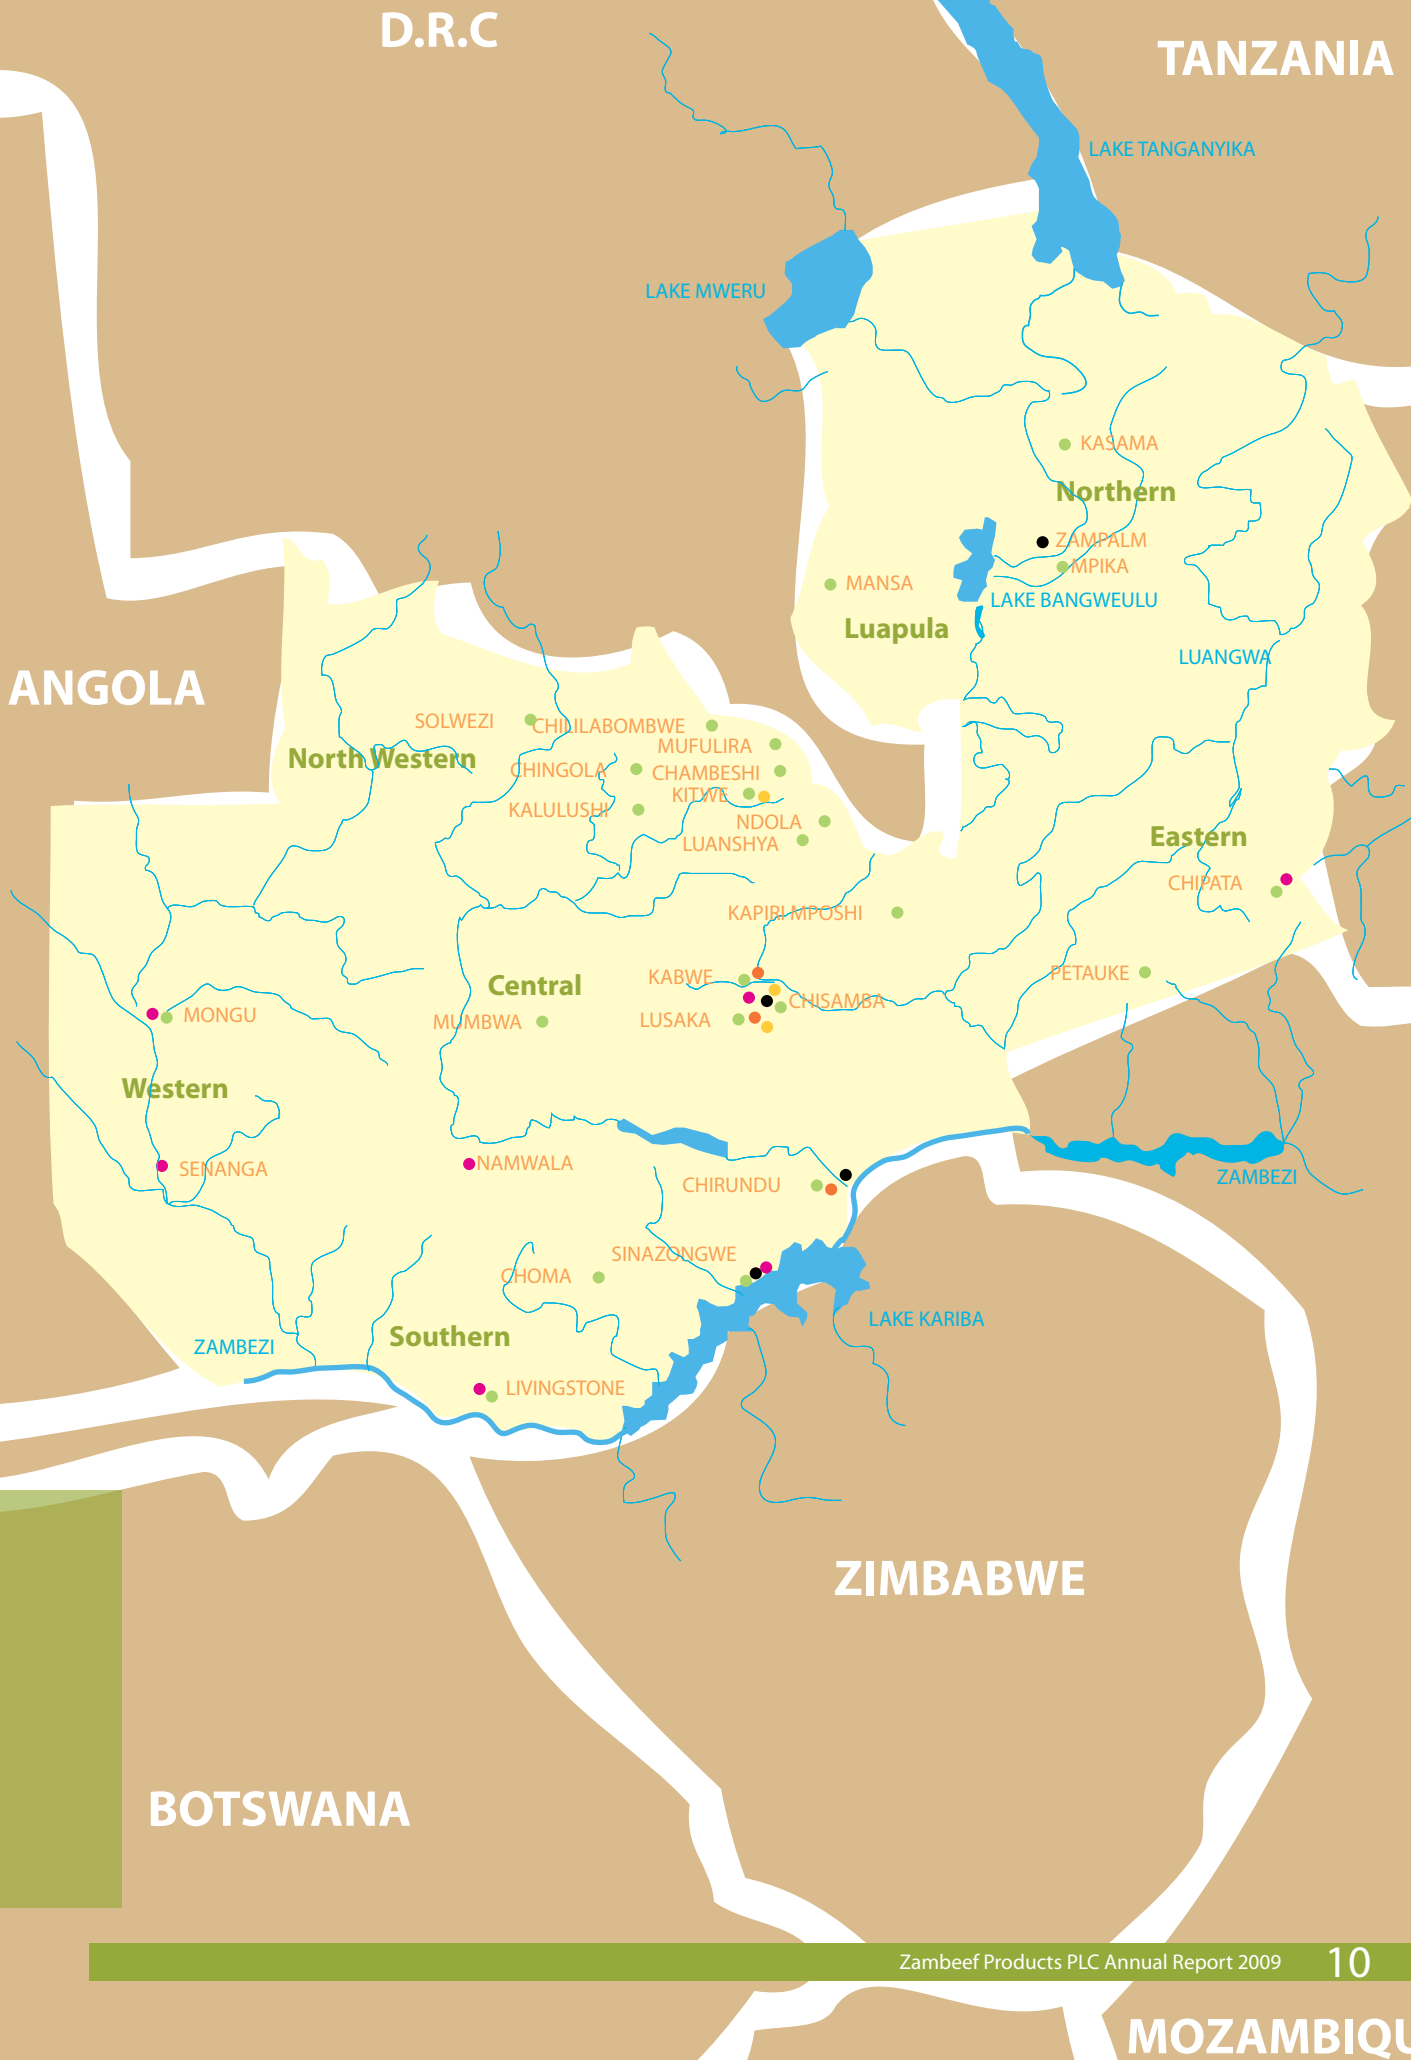 D.R.C
TANZANIA
LAKE TANGANYIKA
LAKE MWERU
KASAMA
Northern
ZAMPALM
MPIKA
MANSA
LAKE BANGWEULU
Luapula
LUANGWA
ANGOLA
SOLWEZI
CHILILABOMBWE
MUFULIRA
North Western
CHINGOLA
CHAMBESHI
KITWE
KALULUSHI
NDOLA
LUANSHYA
Eastern
CHIPATA
KAPIRI MPOSHI
KABWE
PETAUKE
Central
CHISAMBA
MONGU
MUMBWA
LUSAKA
Western
SENANGA
NAMWALA
CHIRUNDU
ZAMBEZI
SINAZONGWE
CHOMA
LAKE KARIBA
Southern
ZAMBEZI
LIVINGSTONE
ZIMBABWE
BOTSWANA
Zambeef Products PLC Annual Report 2009 10
MOZAMBIQU